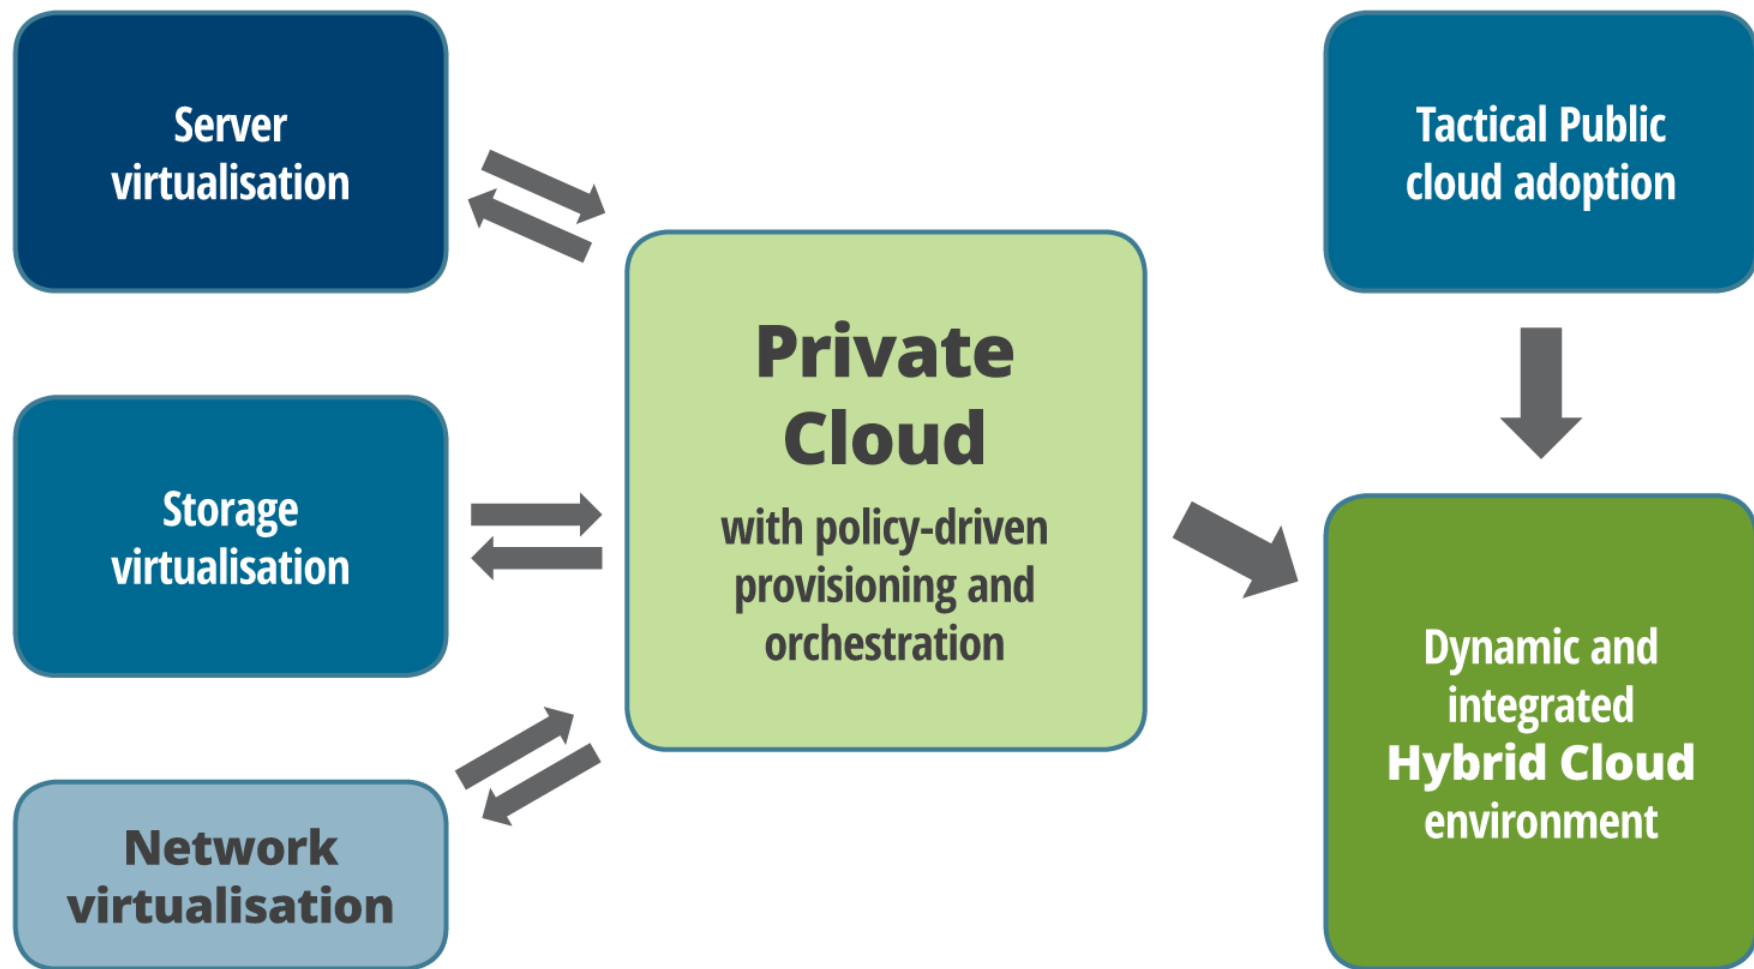 Server
virtualisation
Storage
virtualisation
Network
virtualisation
Private
Cloud
with policy-driven
provisioning and
orchestration
Tactical Public
cloud adoption
Dynamic and
integrated
Hybrid Cloud
environment